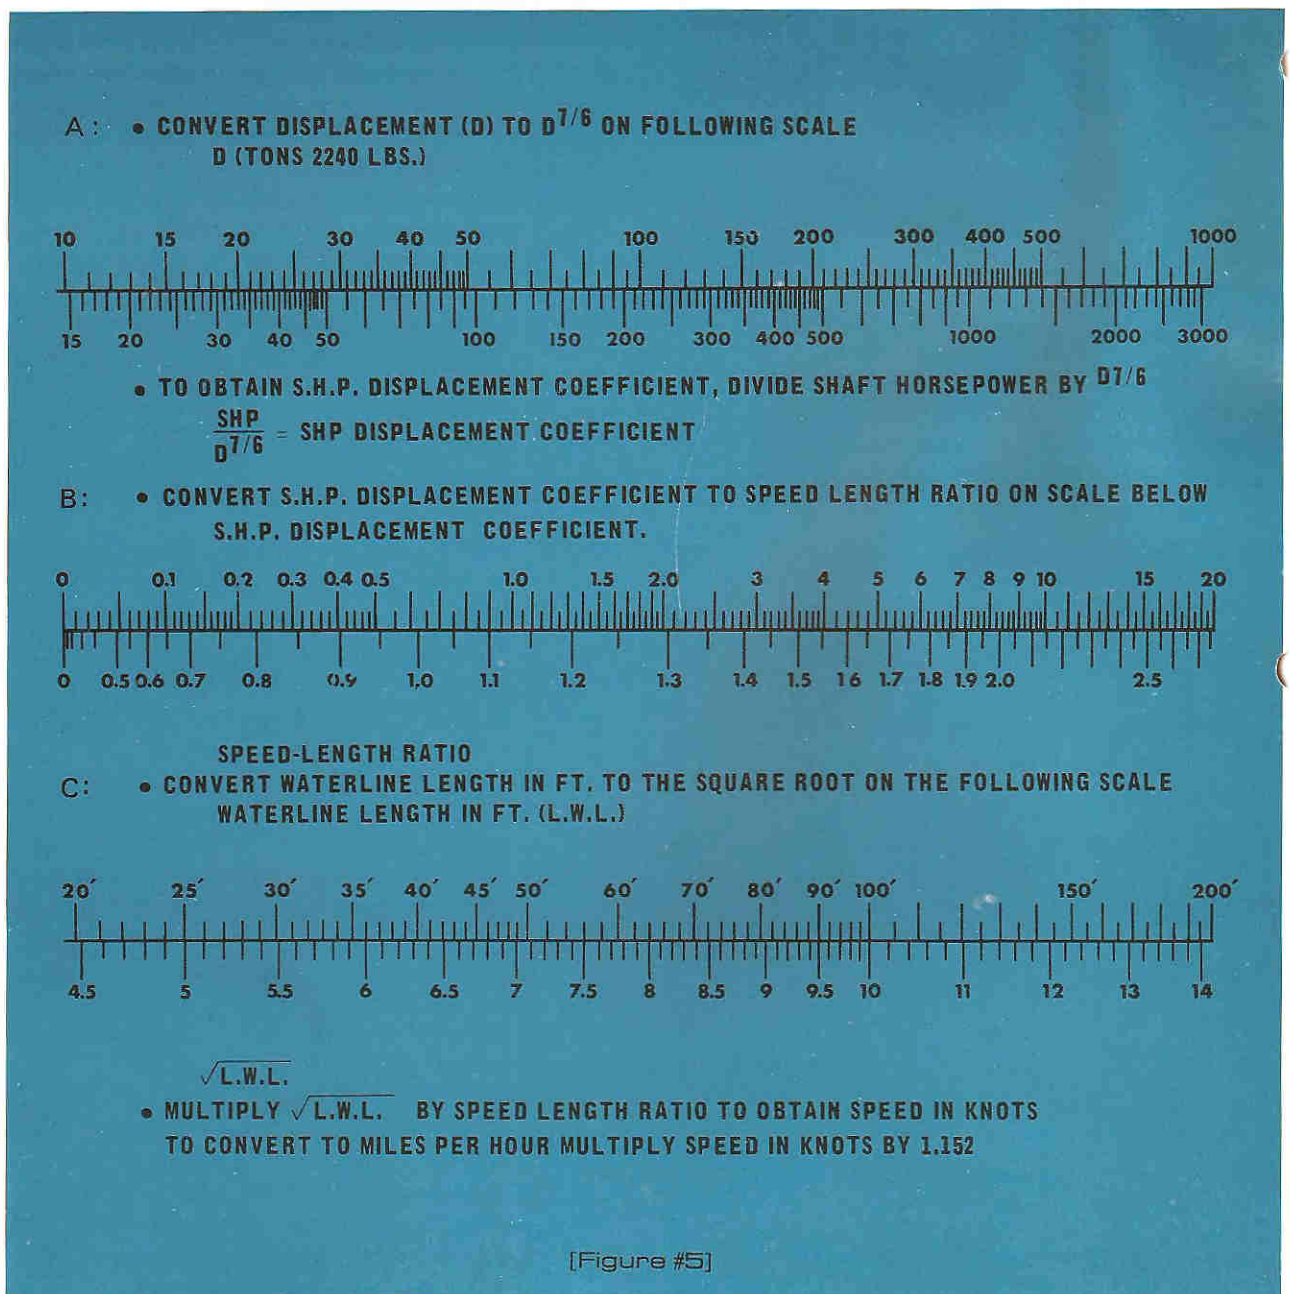 A: • CONVERT DISPLACEMENT (D) TO D^7/6 ON FOLLOWING SCALE
D (TONS 2240 LBS.)
10 15 20 30 40 50 100 150 200 300 400 500 1000
15 20 30 40 50 100 150 200 300 400 500 1000 2000 3000
• TO OBTAIN S.H.P. DISPLACEMENT COEFFICIENT, DIVIDE SHAFT HORSEPOWER BY D7/6
SHP
D^7/6 = SHP DISPLACEMENT COEFFICIENT
B: • CONVERT S.H.P. DISPLACEMENT COEFFICIENT TO SPEED LENGTH RATIO ON SCALE BELOW
S.H.P. DISPLACEMENT COEFFICIENT.
0 0.1 0.2 0.3 0.4 0.5 1.0 1.5 2.0 3 4 5 6 7 8 9 10 15 20
0 0.5 0.6 0.7 0.8 0.9 1.0 1.1 1.2 1.3 1.4 1.5 1.6 1.7 1.8 1.9 2.0 2.5
SPEED-LENGTH RATIO
C: • CONVERT WATERLINE LENGTH IN FT. TO THE SQUARE ROOT ON THE FOLLOWING SCALE
WATERLINE LENGTH IN FT. (L.W.L.)
20′ 25′ 30′ 35′ 40′ 45′ 50′ 60′ 70′ 80′ 90′ 100′ 150′ 200′
4.5 5 5.5 6 6.5 7 7.5 8 8.5 9 9.5 10 11 12 13 14
√L.W.L.
• MULTIPLY √L.W.L. BY SPEED LENGTH RATIO TO OBTAIN SPEED IN KNOTS
TO CONVERT TO MILES PER HOUR MULTIPLY SPEED IN KNOTS BY 1.152
[Figure #5]